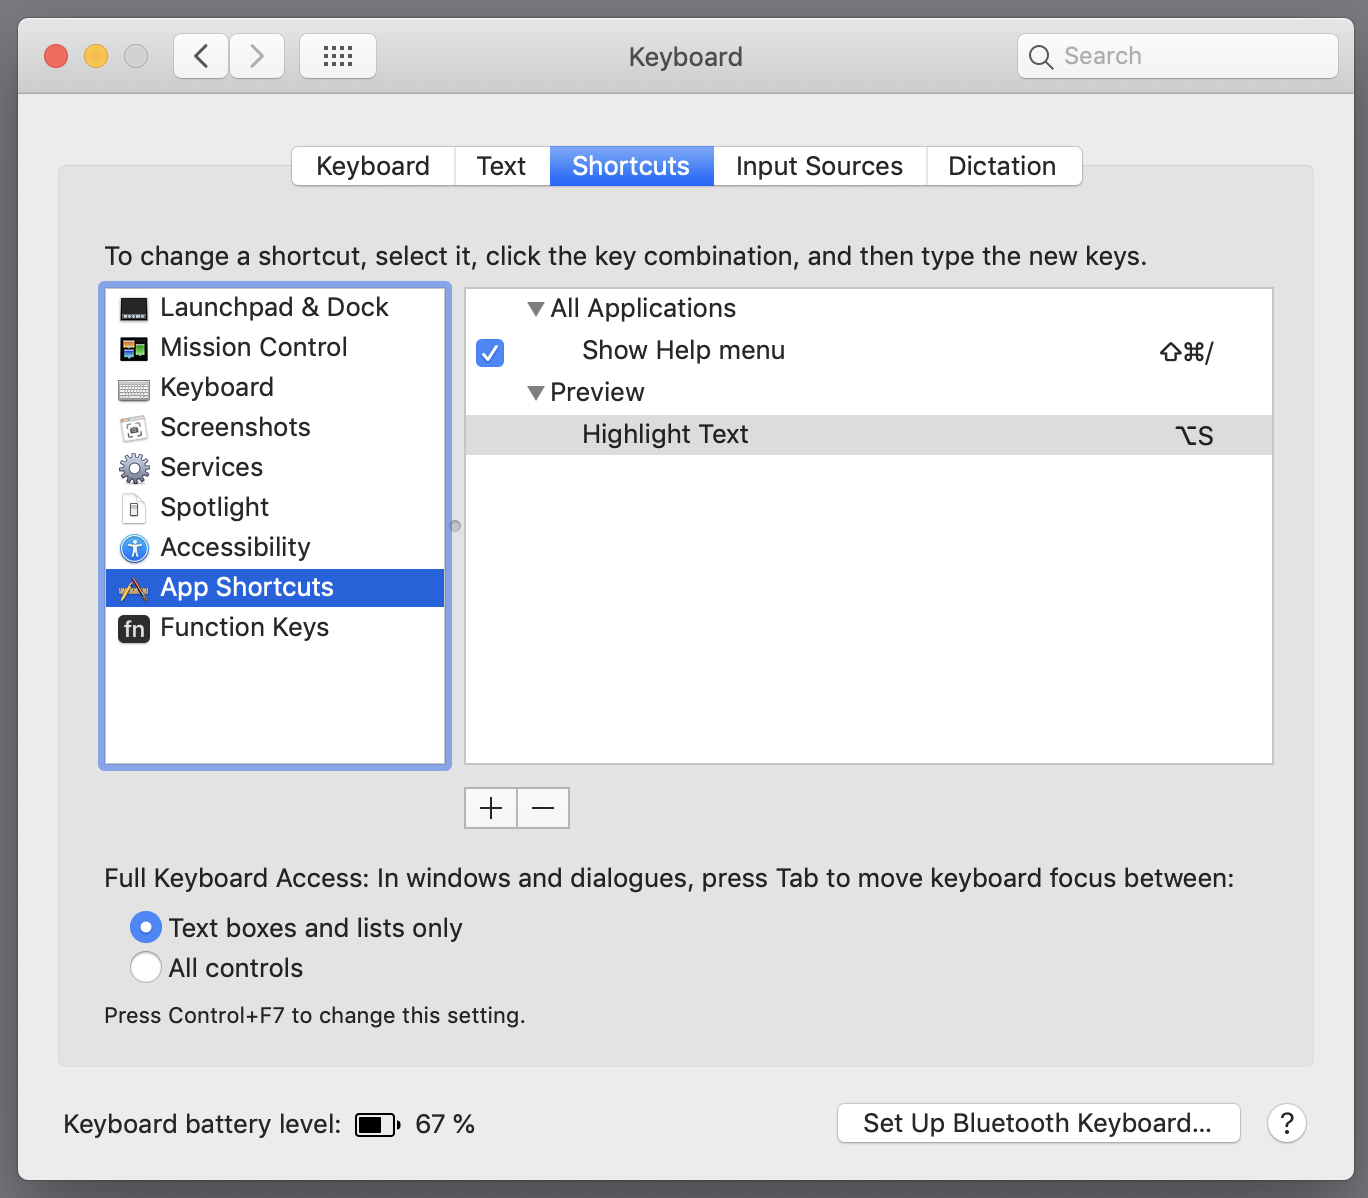 Keyboard
Search
Keyboard
Text
Shortcuts
Input Sources
Dictation
To change a shortcut, select it, click the key combination, and then type the new keys.
Launchpad & Dock
Mission Control
Keyboard
Screenshots
Services
Spotlight
Accessibility
App Shortcuts
fn Function Keys
All Applications
Show Help menu ⇧⌘/
Preview
Highlight Text ⌥S
Full Keyboard Access: In windows and dialogues, press Tab to move keyboard focus between:
Text boxes and lists only
All controls
Press Control+F7 to change this setting.
Keyboard battery level: 67 %
Set Up Bluetooth Keyboard...
?